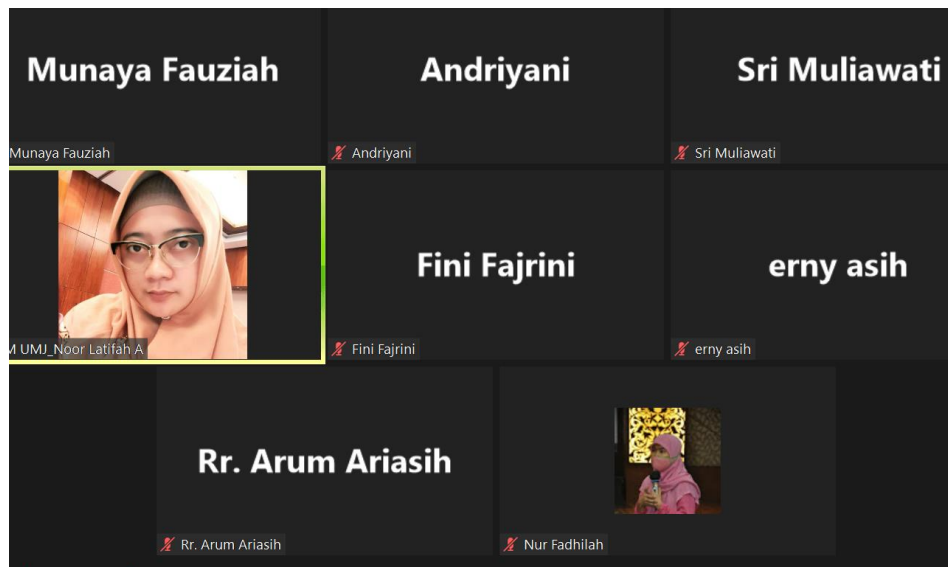 Munaya Fauziah
Andriyani
Sri Muliawati
Munaya Fauziah
Andriyani
Sri Muliawati
Fini Fajrini
erny asih
UMJ_Noor Latifah A
Fini Fajrini
erny asih
Rr. Arum Ariasih
Rr. Arum Ariasih
Nur Fadhilah